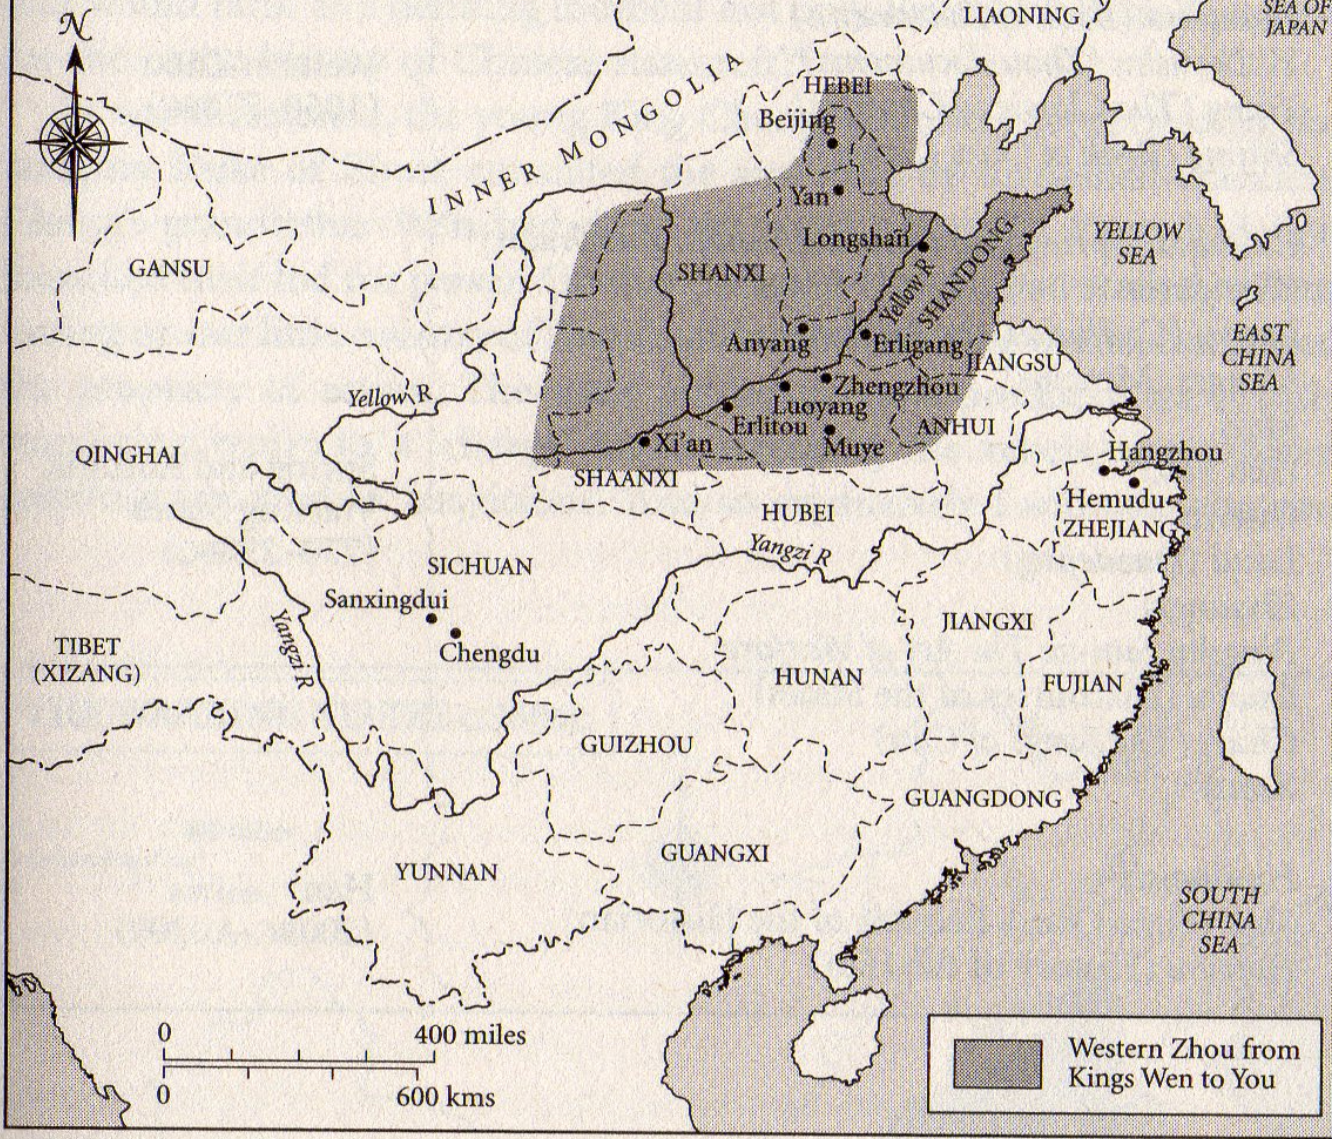 N
LIAONING
SEA OF
JAPAN
HEBEI
Beijing
INNER MONGOLIA
Yan
Longshan
YELLOW
SEA
GANSU
SHANXI
Yellow R
SHANDONG
Anyang
Erligang
JIANGSU
EAST
CHINA
SEA
Yellow R
Zhengzhou
Luoyang
Erlitou
ANHUI
Xi'an
Muye
QINGHAI
Hangzhou
SHAANXI
Hemudu
HUBEI
ZHEJIANG
Yangzi R
SICHUAN
Sanxingdui
Yangzi R
JIANGXI
TIBET
(XIZANG)
Chengdu
HUNAN
FUJIAN
GUIZHOU
GUANGDONG
GUANGXI
YUNNAN
SOUTH
CHINA
SEA
0
400 miles
0
600 kms
Western Zhou from
Kings Wen to You